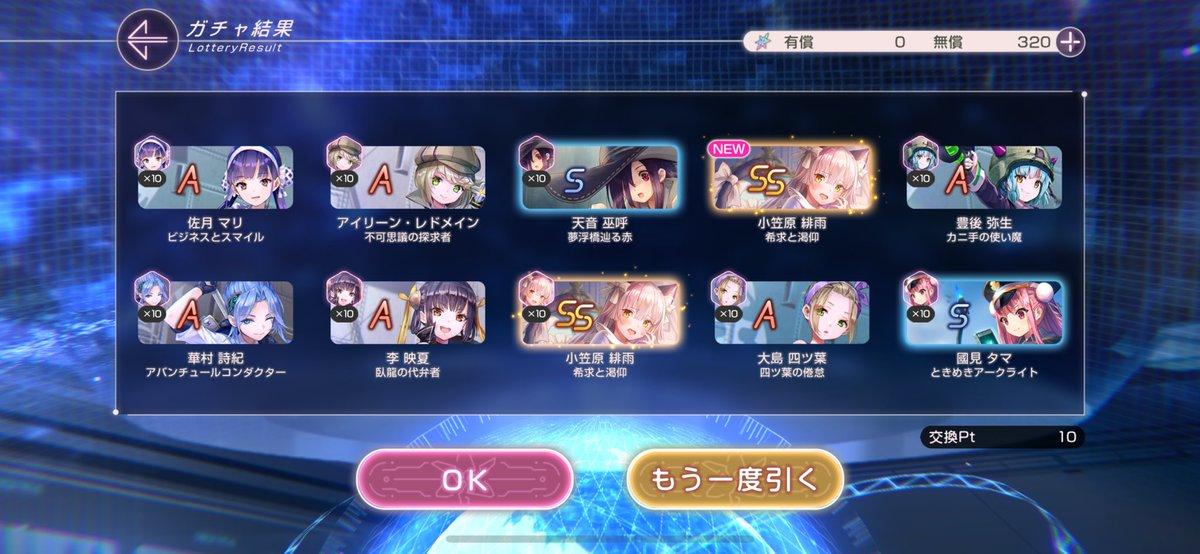 ガチャ結果
LotteryResult
有償 0 無償 320
A ×10
佐月 マリ
ビジネスとスマイル
A ×10
アイリーン・レドメイン
不可思議の探求者
S ×10
天音 巫呼
夢浮橋辿る赤
NEW
SS
小笠原 緋雨
希求と渇仰
A ×10
豊後 弥生
カニ手の使い魔
A ×10
華村 詩紀
アバンチュールコンダクター
A ×10
李 映夏
臥龍の代弁者
SS ×10
小笠原 緋雨
希求と渇仰
A ×10
大島 四ツ葉
四ツ葉の倦怠
S ×10
國見 タマ
ときめきアークライト
交換Pt 10
OK
もう一度引く